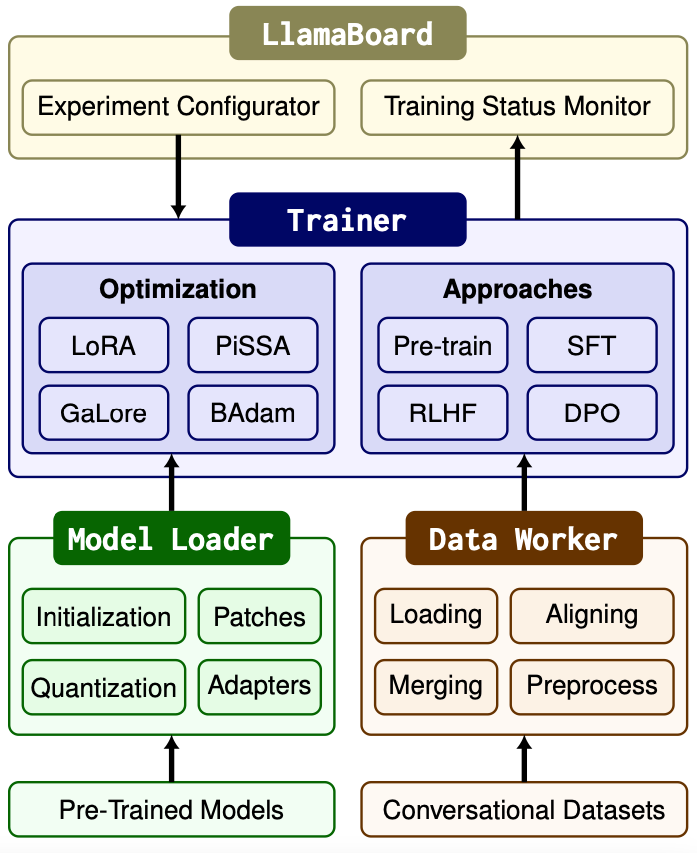 LlamaBoard
Experiment Configurator
Training Status Monitor
Trainer
Optimization
LoRA
PiSSA
GaLore
BAdam
Approaches
Pre-train
SFT
RLHF
DPO
Model Loader
Initialization
Patches
Quantization
Adapters
Pre-Trained Models
Data Worker
Loading
Aligning
Merging
Preprocess
Conversational Datasets